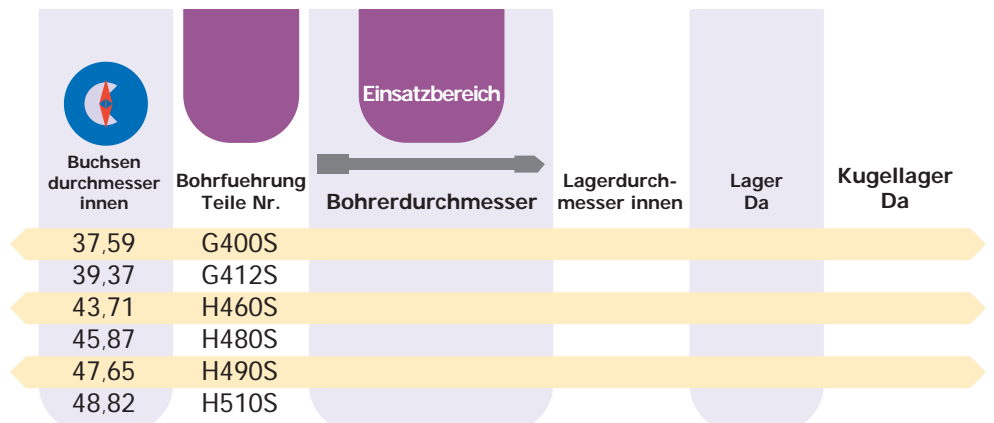 Einsatzbereich
Buchsen
durchmesser
innen
Bohrfuehrung
Teile Nr.
Bohrerdurchmesser
Lagerdurch-
messer innen
Lager
Da
Kugellager
Da
37,59 G400S
39,37 G412S
43,71 H460S
45,87 H480S
47,65 H490S
48,82 H510S